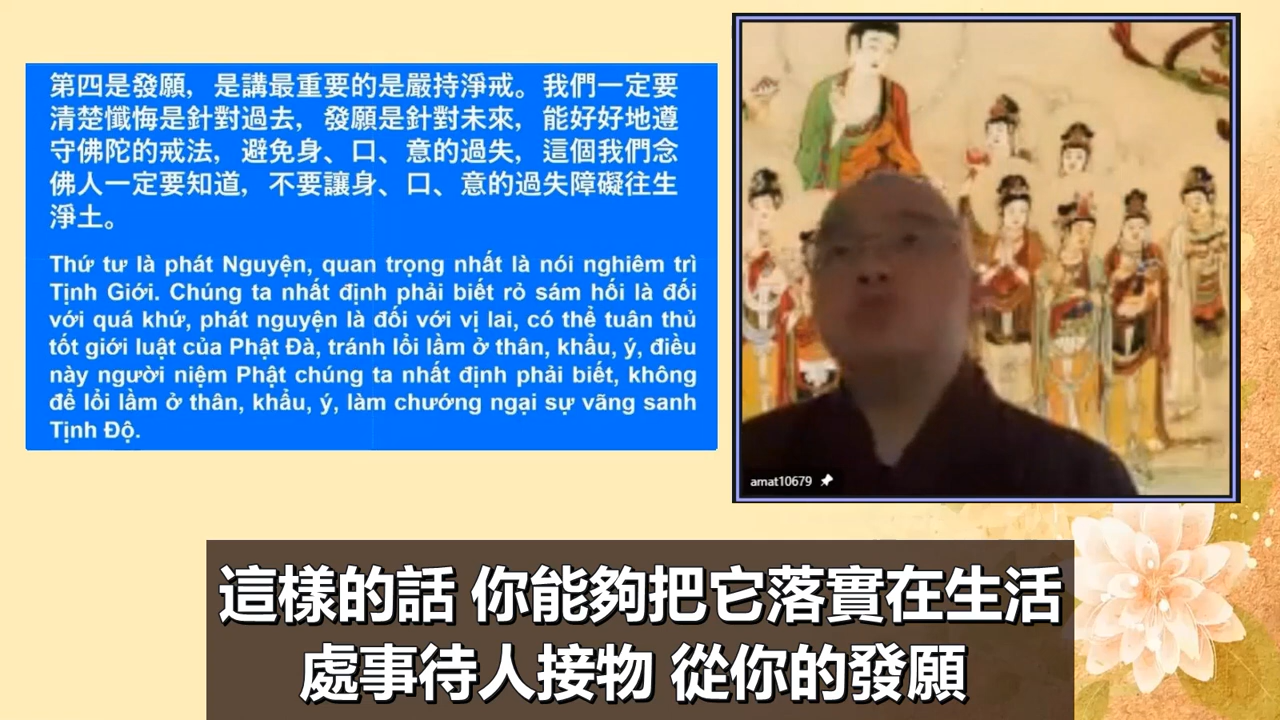 第四是發願，是講最重要的是嚴持淨戒。我們一定要
清楚懺悔是針對過去，發願是針對未來，能好好地遵
守佛陀的戒法，避免身、口、意的過失，這個我們念
佛人一定要知道，不要讓身、口、意的過失障礙往生
淨土。
Thứ tư là phát Nguyện, quan trọng nhất là nói nghiêm trì
Tịnh Giới. Chúng ta nhất định phải biết rỏ sám hối là đối
với quá khứ, phát nguyện là đối với vị lai, có thể tuân thủ
tốt giới luật của Phật Đà, tránh lổi lầm ở thân, khẩu, ý, điều
này người niệm Phật chúng ta nhất định phải biết, không
để lổi lầm ở thân, khẩu, ý, làm chướng ngại sự vãng sanh
Tịnh Độ.
amat10679
這樣的話 你能夠把它落實在生活
處事待人接物 從你的發願